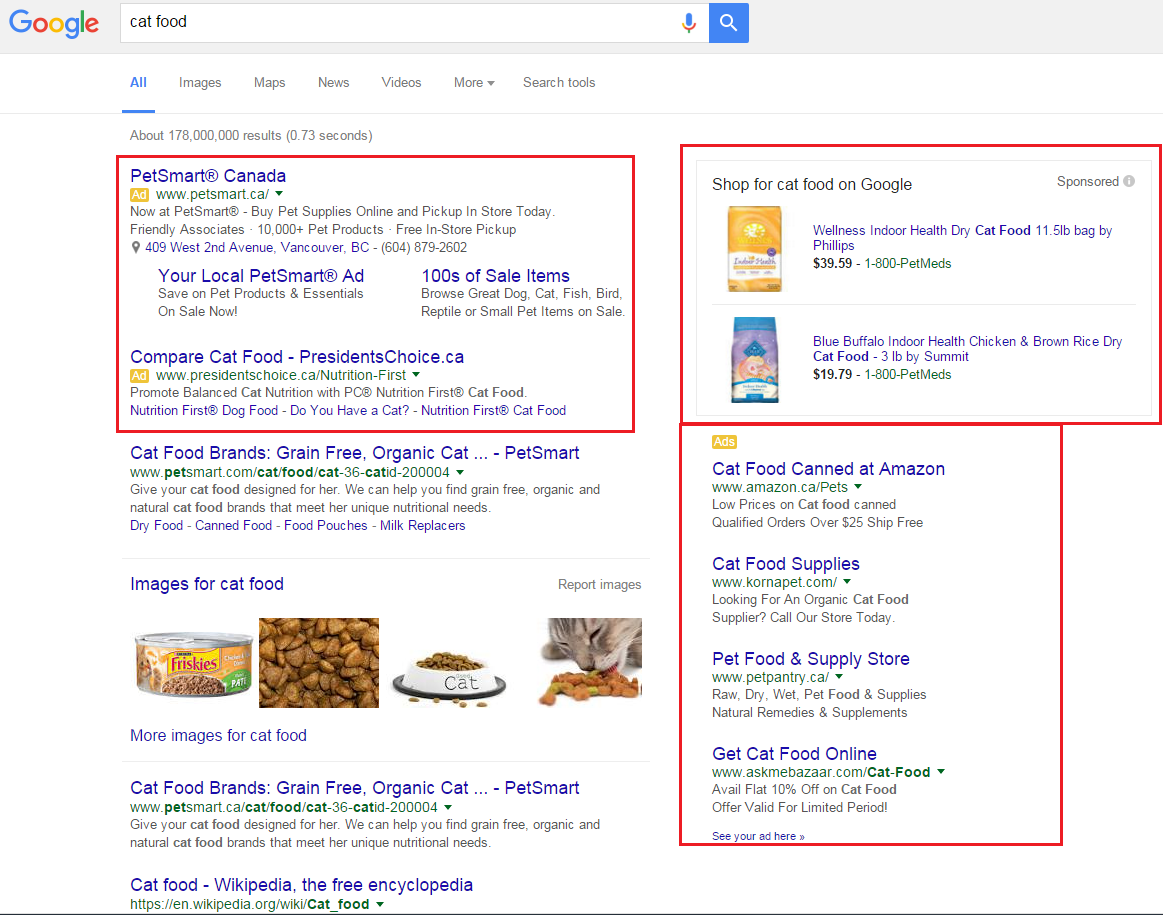 Google
cat food
All Images Maps News Videos More Search tools
About 178,000,000 results (0.73 seconds)
PetSmart® Canada
Ad www.petsmart.ca/
Now at PetSmart® - Buy Pet Supplies Online and Pickup In Store Today.
Friendly Associates · 10,000+ Pet Products · Free In-Store Pickup
409 West 2nd Avenue, Vancouver, BC - (604) 879-2602
Your Local PetSmart® Ad
Save on Pet Products & Essentials
On Sale Now!
100s of Sale Items
Browse Great Dog, Cat, Fish, Bird,
Reptile or Small Pet Items on Sale.
Compare Cat Food - PresidentsChoice.ca
Ad www.presidentschoice.ca/Nutrition-First
Promote Balanced Cat Nutrition with PC® Nutrition First® Cat Food.
Nutrition First® Dog Food - Do You Have a Cat? - Nutrition First® Cat Food
Cat Food Brands: Grain Free, Organic Cat ... - PetSmart
www.petsmart.com/cat/food/cat-36-catid-200004
Give your cat food designed for her. We can help you find grain free, organic and
natural cat food brands that meet her unique nutritional needs.
Dry Food - Canned Food - Food Pouches - Milk Replacers
Images for cat food
Report images
Friskies
PATÉ
Cat
More images for cat food
Cat Food Brands: Grain Free, Organic Cat ... - PetSmart
www.petsmart.ca/cat/food/cat-36-catid-200004
Give your cat food designed for her. We can help you find grain free, organic and
natural cat food brands that meet her unique nutritional needs.
Cat food - Wikipedia, the free encyclopedia
https://en.wikipedia.org/wiki/Cat_food
Shop for cat food on Google
Sponsored
Indoor Health
Wellness Indoor Health Dry Cat Food 11.5lb bag by
Phillips
$39.59 - 1-800-PetMeds
Blue Buffalo Indoor Health Chicken & Brown Rice Dry
Cat Food - 3 lb by Summit
$19.79 - 1-800-PetMeds
Ads
Cat Food Canned at Amazon
www.amazon.ca/Pets
Low Prices on Cat food canned
Qualified Orders Over $25 Ship Free
Cat Food Supplies
www.kornapet.com/
Looking For An Organic Cat Food
Supplier? Call Our Store Today.
Pet Food & Supply Store
www.petpantry.ca/
Raw, Dry, Wet, Pet Food & Supplies
Natural Remedies & Supplements
Get Cat Food Online
www.askmebazaar.com/Cat-Food
Avail Flat 10% Off on Cat Food
Offer Valid For Limited Period!
See your ad here »